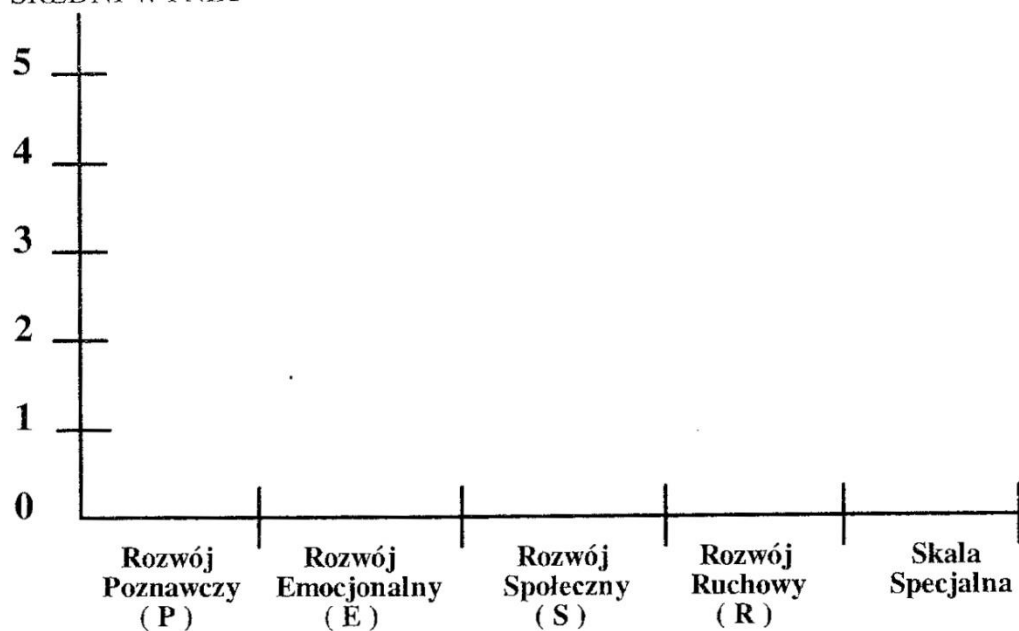 5
4
3
2
1
0
Rozwój Poznawczy ( P )
Rozwój Emocjonalny ( E )
Rozwój Społeczny ( S )
Rozwój Ruchowy ( R )
Skala Specjalna